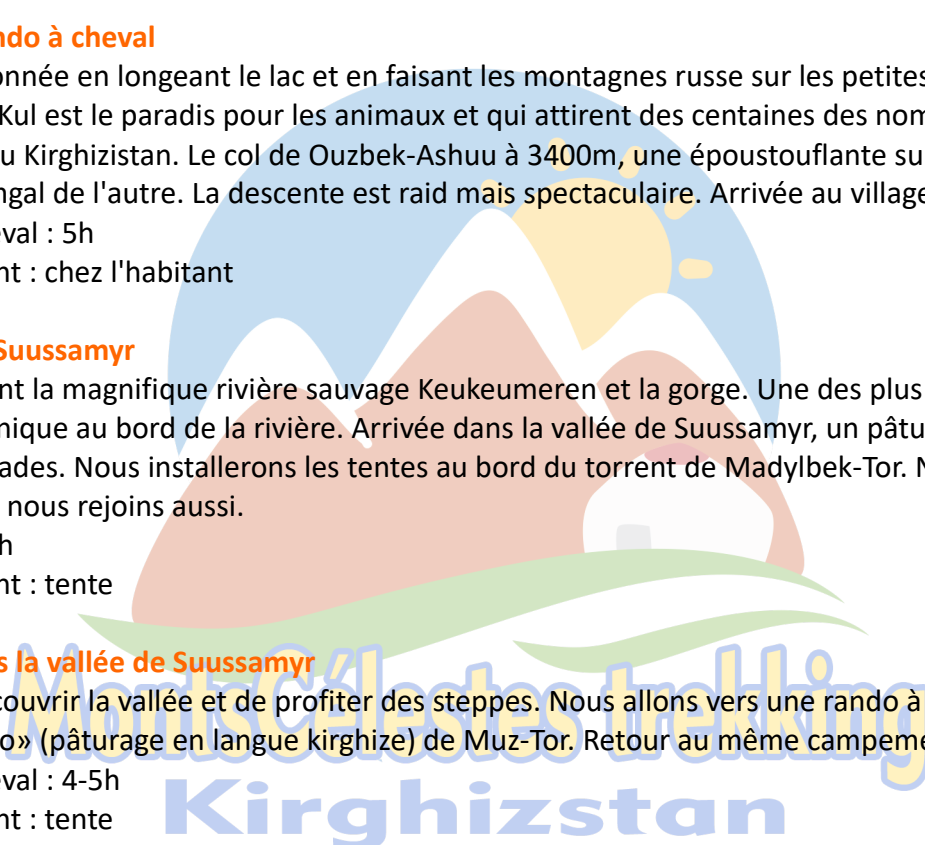 ndo à cheval
onnée en longeant le lac et en faisant les montagnes russe sur les petites
Kul est le paradis pour les animaux et qui attirent des centaines des nom
u Kirghizistan. Le col de Ouzbek-Ashuu à 3400m, une époustouflante su
ngal de l'autre. La descente est raid mais spectaculaire. Arrivée au village
eval : 5h
nt : chez l'habitant
Suussamyr
nt la magnifique rivière sauvage Keukeumeren et la gorge. Une des plus
nique au bord de la rivière. Arrivée dans la vallée de Suussamyr, un pâtu
ades. Nous installerons les tentes au bord du torrent de Madylbek-Tor. N
nous rejoins aussi.
h
nt : tente
s la vallée de Suussamyr
couvrir la vallée et de profiter des steppes. Nous allons vers une rando à
o» (pâturage en langue kirghize) de Muz-Tor. Retour au même campeme
eval : 4-5h
nt : tente
MontsCélestes trekking
Kirghizstan